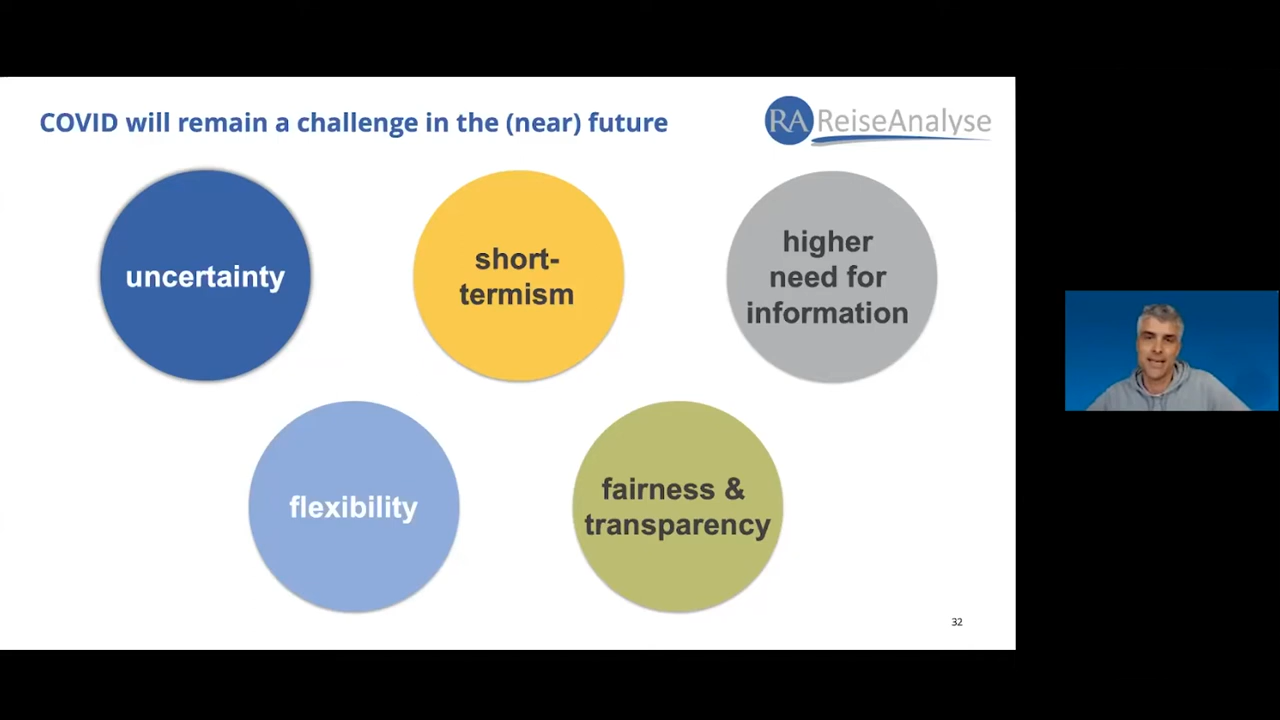 COVID will remain a challenge in the (near) future
RA ReiseAnalyse
uncertainty
short-
termism
higher
need for
information
flexibility
fairness &
transparency
32